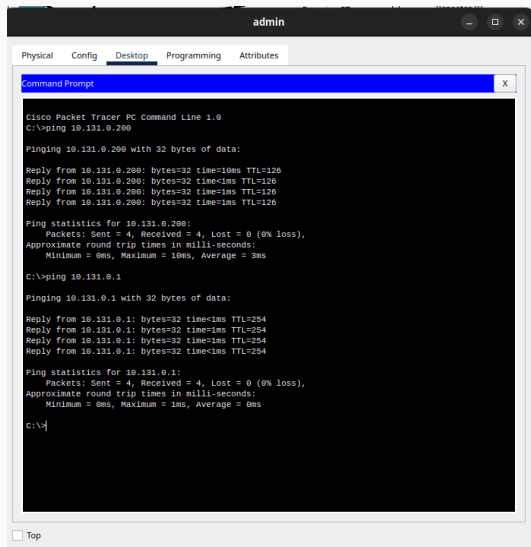 admin
Physical Config Desktop Programming Attributes
Command Prompt X
Cisco Packet Tracer PC Command Line 1.0
C:\>ping 10.131.0.200
Pinging 10.131.0.200 with 32 bytes of data:
Reply from 10.131.0.200: bytes=32 time=10ms TTL=126
Reply from 10.131.0.200: bytes=32 time<1ms TTL=126
Reply from 10.131.0.200: bytes=32 time=1ms TTL=126
Reply from 10.131.0.200: bytes=32 time=1ms TTL=126
Ping statistics for 10.131.0.200:
Packets: Sent = 4, Received = 4, Lost = 0 (0% loss),
Approximate round trip times in milli-seconds:
Minimum = 0ms, Maximum = 10ms, Average = 3ms
C:\>ping 10.131.0.1
Pinging 10.131.0.1 with 32 bytes of data:
Reply from 10.131.0.1: bytes=32 time<1ms TTL=254
Reply from 10.131.0.1: bytes=32 time=1ms TTL=254
Reply from 10.131.0.1: bytes=32 time=1ms TTL=254
Reply from 10.131.0.1: bytes=32 time<1ms TTL=254
Ping statistics for 10.131.0.1:
Packets: Sent = 4, Received = 4, Lost = 0 (0% loss),
Approximate round trip times in milli-seconds:
Minimum = 0ms, Maximum = 1ms, Average = 0ms
C:\>
Top